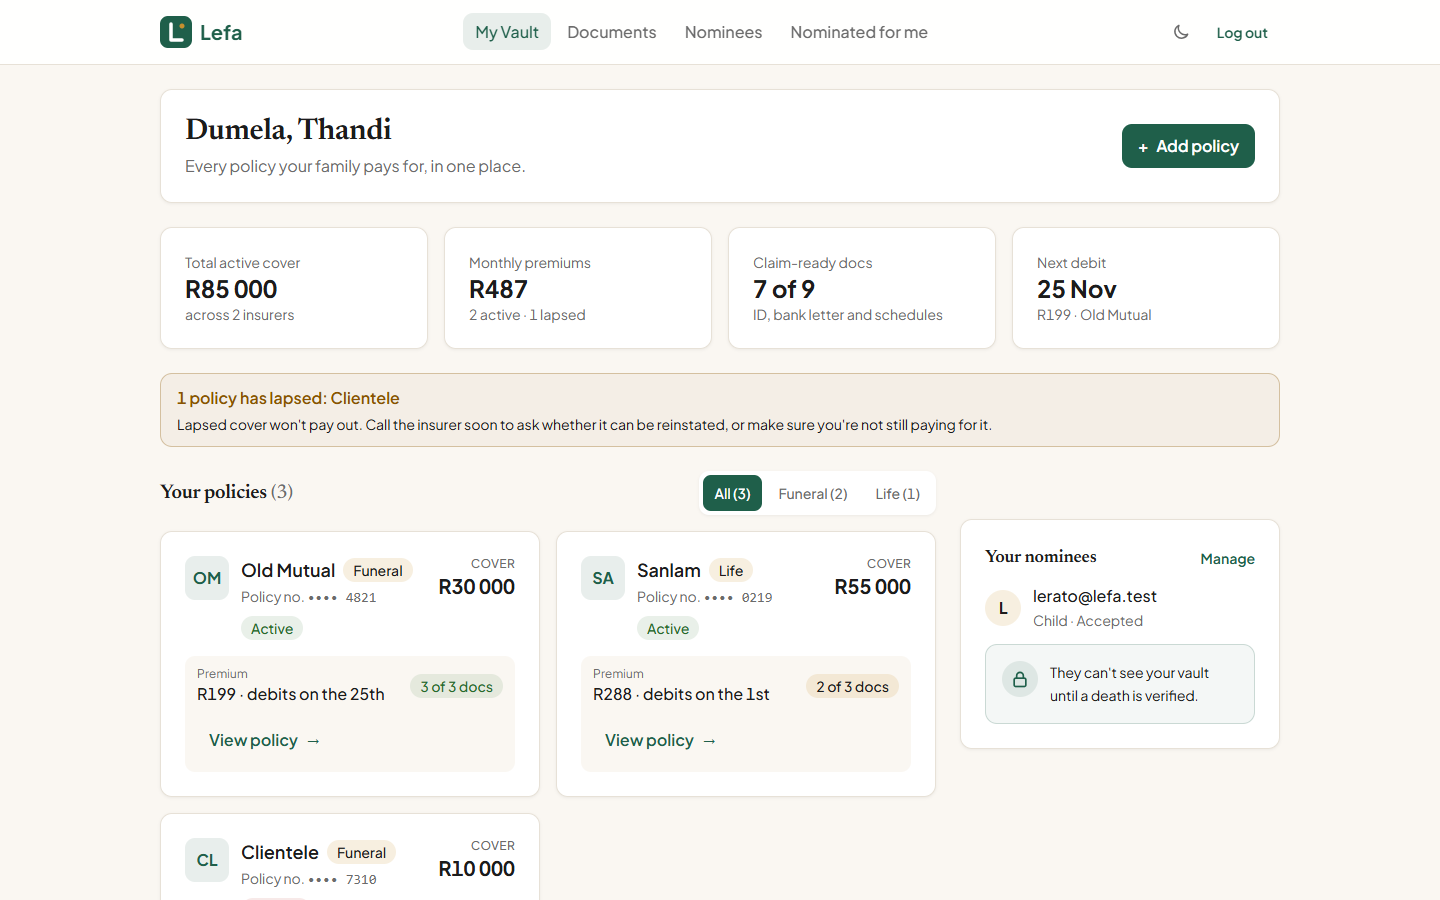 Lefa
My Vault
Documents
Nominees
Nominated for me
Log out
Dumela, Thandi
Every policy your family pays for, in one place.
+ Add policy
Total active cover
R85 000
across 2 insurers
Monthly premiums
R487
2 active · 1 lapsed
Claim-ready docs
7 of 9
ID, bank letter and schedules
Next debit
25 Nov
R199 · Old Mutual
1 policy has lapsed: Clientele
Lapsed cover won't pay out. Call the insurer soon to ask whether it can be reinstated, or make sure you're not still paying for it.
Your policies (3)
All (3)
Funeral (2)
Life (1)
OM
Old Mutual
Funeral
Policy no. •••• 4821
Active
COVER
R30 000
Premium
R199 · debits on the 25th
3 of 3 docs
View policy →
SA
Sanlam
Life
Policy no. •••• 0219
Active
COVER
R55 000
Premium
R288 · debits on the 1st
2 of 3 docs
View policy →
Your nominees
Manage
L
lerato@lefa.test
Child · Accepted
They can't see your vault
until a death is verified.
CL
Clientele
Funeral
Policy no. •••• 7310
COVER
R10 000